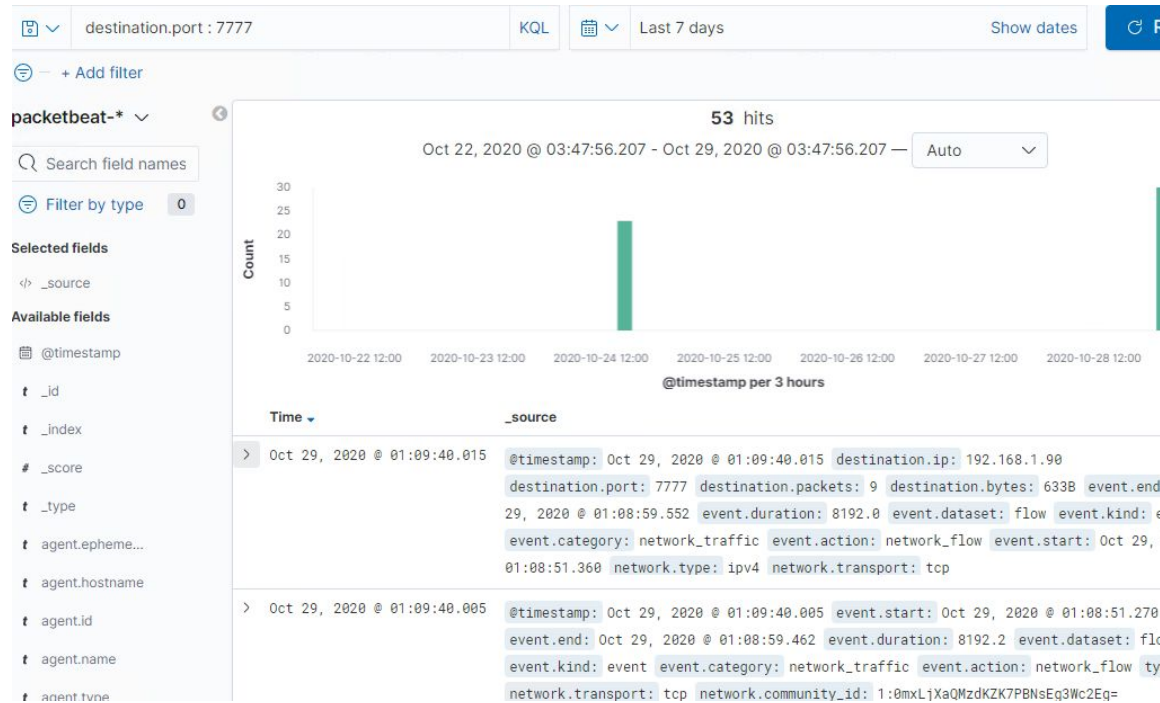 destination.port : 7777 KQL Last 7 days Show dates
+ Add filter
packetbeat-*
Search field names
Filter by type 0
Selected fields
</> _source
Available fields
@timestamp
t _id
t _index
# _score
t _type
t agent.epheme...
t agent.hostname
t agent.id
t agent.name
t agent.type
53 hits
Oct 22, 2020 @ 03:47:56.207 - Oct 29, 2020 @ 03:47:56.207 — Auto
Count
30
25
20
15
10
5
0
2020-10-22 12:00 2020-10-23 12:00 2020-10-24 12:00 2020-10-25 12:00 2020-10-26 12:00 2020-10-27 12:00 2020-10-28 12:00
@timestamp per 3 hours
Time _source
Oct 29, 2020 @ 01:09:40.015 @timestamp: Oct 29, 2020 @ 01:09:40.015 destination.ip: 192.168.1.90
destination.port: 7777 destination.packets: 9 destination.bytes: 633B event.end
29, 2020 @ 01:08:59.552 event.duration: 8192.0 event.dataset: flow event.kind: e
event.category: network_traffic event.action: network_flow event.start: Oct 29,
01:08:51.360 network.type: ipv4 network.transport: tcp
Oct 29, 2020 @ 01:09:40.005 @timestamp: Oct 29, 2020 @ 01:09:40.005 event.start: Oct 29, 2020 @ 01:08:51.270
event.end: Oct 29, 2020 @ 01:08:59.462 event.duration: 8192.2 event.dataset: flo
event.kind: event event.category: network_traffic event.action: network_flow ty
network.transport: tcp network.community_id: 1:0mxLjXaQMzdKZK7PBNsEg3Wc2Eg=